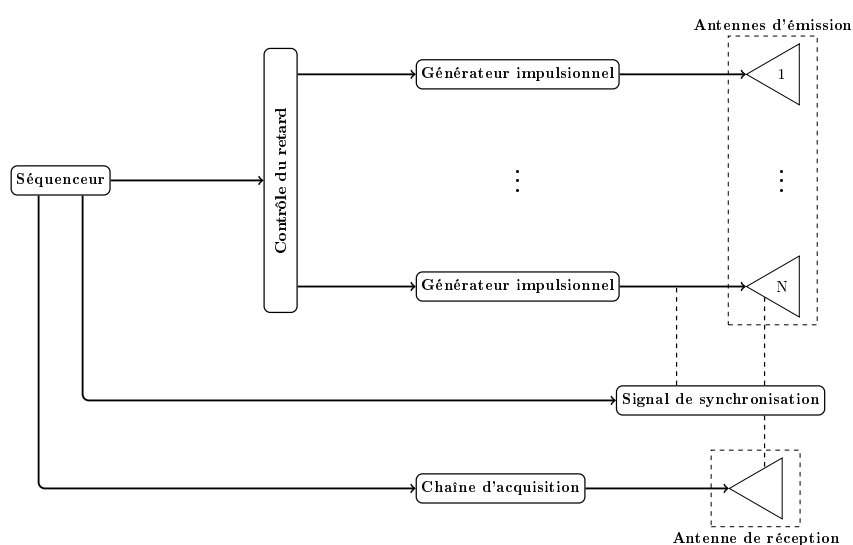 Antennes d'émission
Générateur impulsionnel
1
Contrôle du retard
Séquenceur
Générateur impulsionnel
N
Signal de synchronisation
Chaîne d'acquisition
Antenne de réception